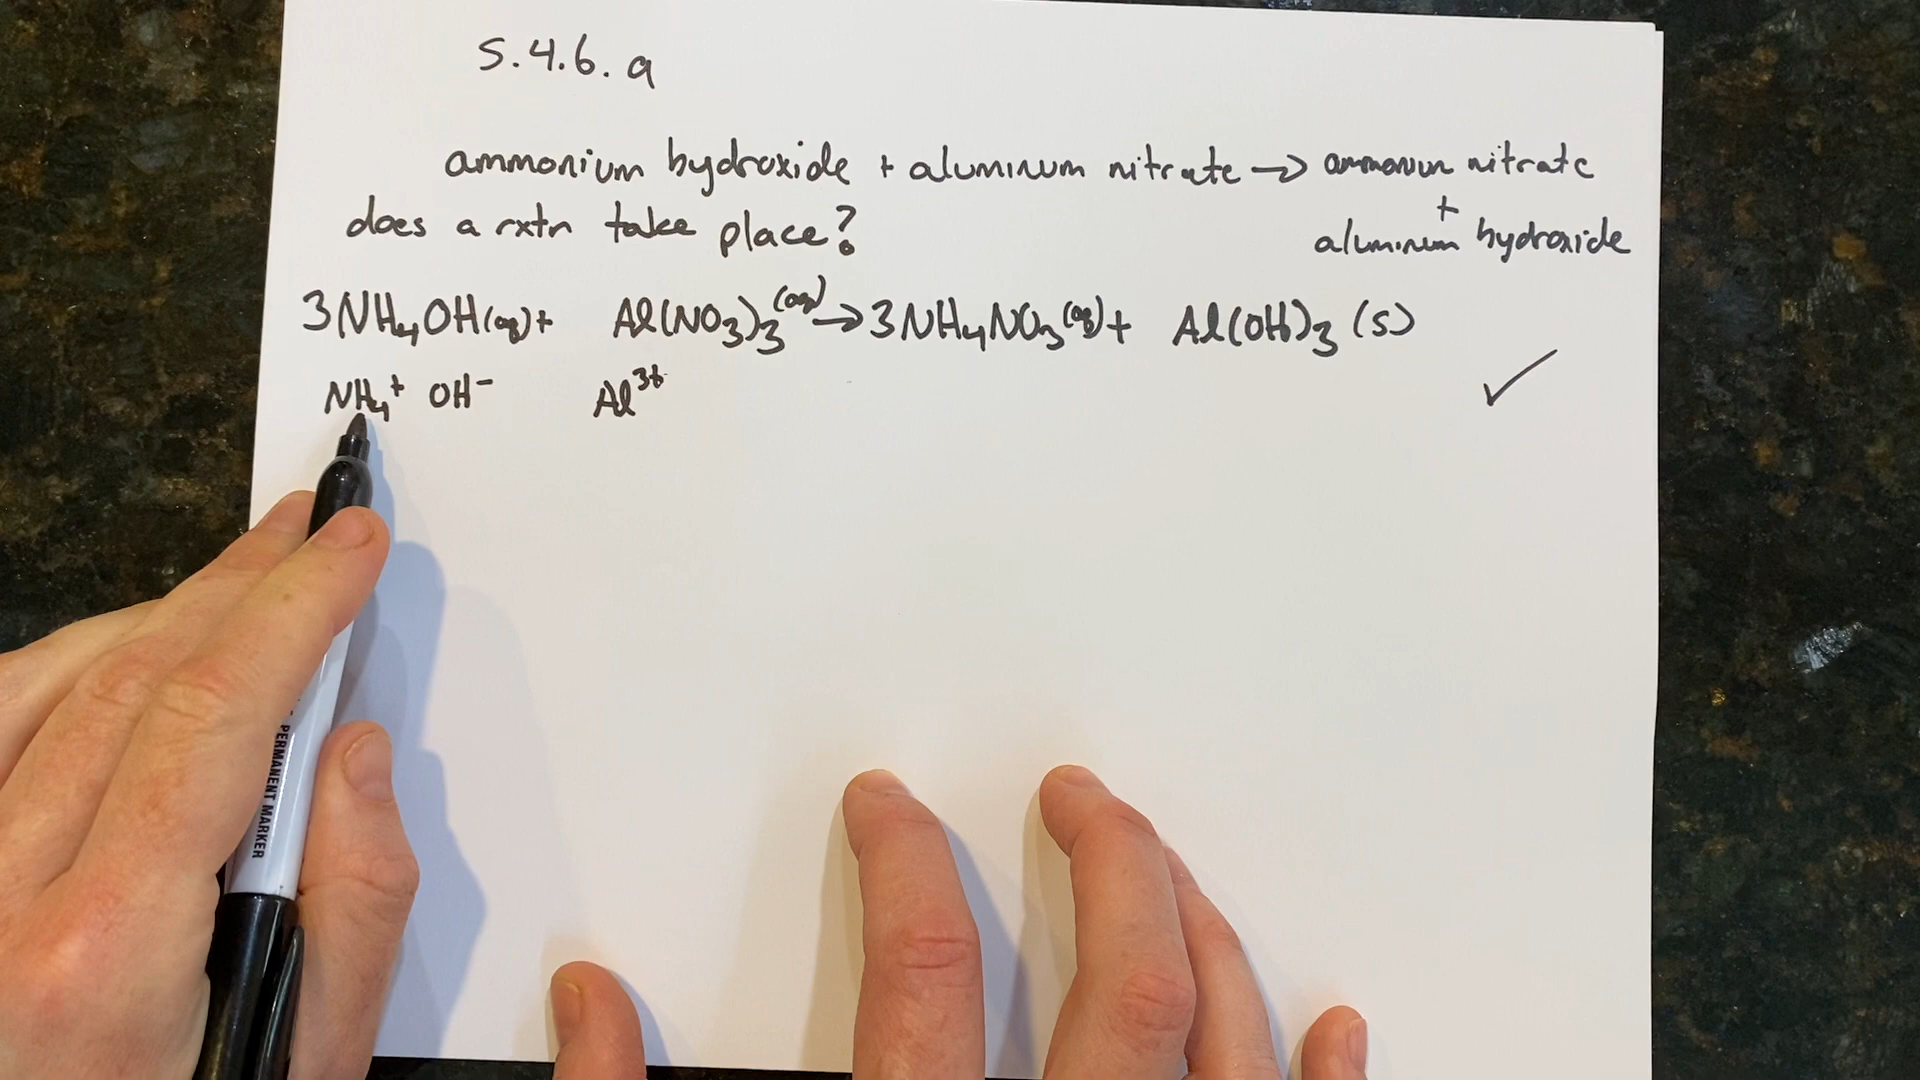 5.4.6.a
ammonium hydroxide + aluminum nitrate → ammonium nitrate
+
does a rxtn take place?
aluminum hydroxide
3NH₄OH(aq) + Al(NO₃)₃(aq) → 3NH₄NO₃(aq) + Al(OH)₃ (s)
NH₄⁺ OH⁻ Al³⁺ ✓
PERMANENT MARKER